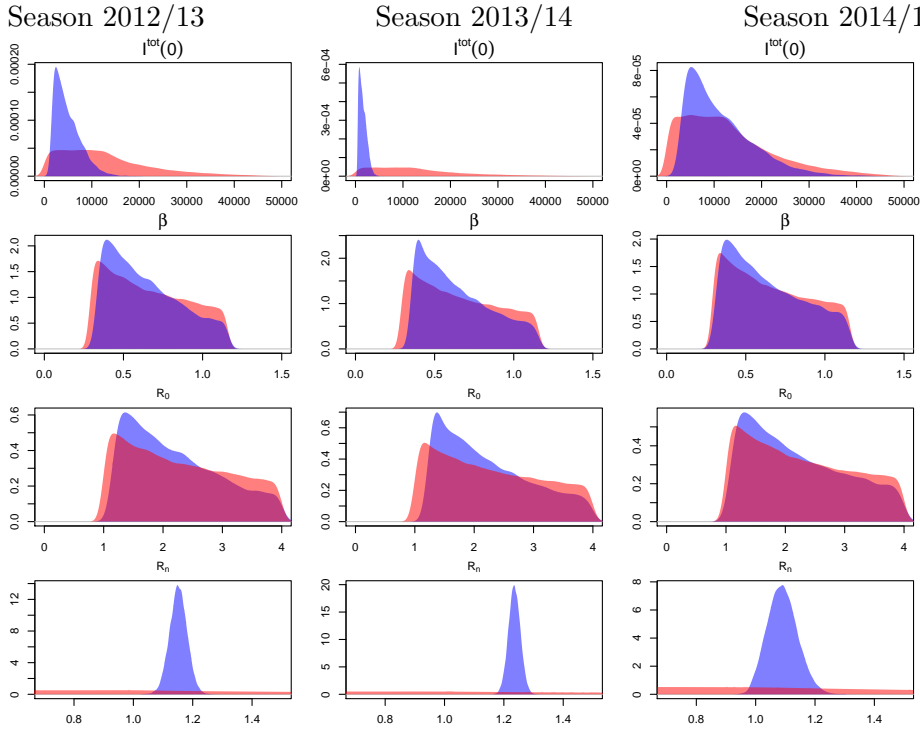 Season 2012/13 Season 2013/14 Season 2014/1
I^tot(0) I^tot(0) I^tot(0)
0.00000 0.00010 0.00020 0e+00 3e−04 6e−04 0e+00 4e−05 8e−05
0 10000 20000 30000 40000 50000 0 10000 20000 30000 40000 50000 0 10000 20000 30000 40000 50000
β β β
0.0 0.5 1.0 1.5 2.0 0.0 1.0 2.0 0.0 0.5 1.0 1.5 2.0
0.0 0.5 1.0 1.5 0.0 0.5 1.0 1.5 0.0 0.5 1.0 1.5
R₀ R₀ R₀
0.0 0.2 0.4 0.6 0.0 0.2 0.4 0.6 0.0 0.2 0.4
0 1 2 3 4 0 1 2 3 4 0 1 2 3 4
Rₙ Rₙ Rₙ
0 4 8 12 0 5 10 15 20 0 2 4 6 8
0.8 1.0 1.2 1.4 0.8 1.0 1.2 1.4 0.8 1.0 1.2 1.4